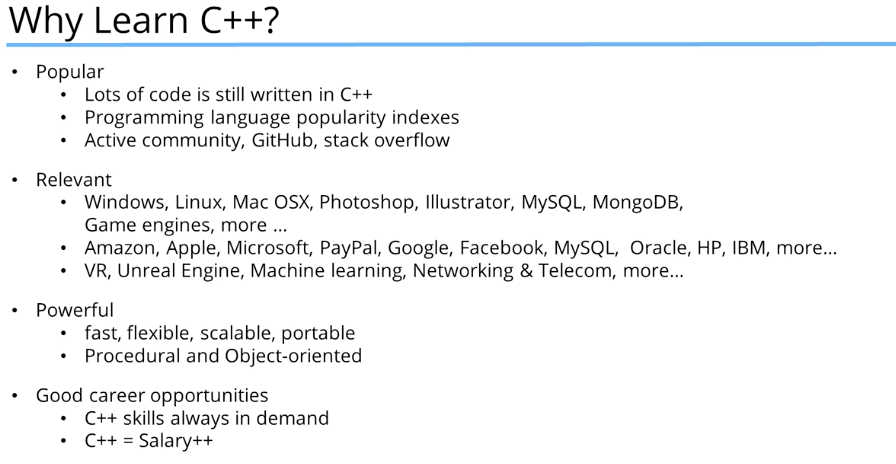 Why Learn C++?
• Popular
• Lots of code is still written in C++
• Programming language popularity indexes
• Active community, GitHub, stack overflow
• Relevant
• Windows, Linux, Mac OSX, Photoshop, Illustrator, MySQL, MongoDB,
Game engines, more ...
• Amazon, Apple, Microsoft, PayPal, Google, Facebook, MySQL, Oracle, HP, IBM, more...
• VR, Unreal Engine, Machine learning, Networking & Telecom, more...
• Powerful
• fast, flexible, scalable, portable
• Procedural and Object-oriented
• Good career opportunities
• C++ skills always in demand
• C++ = Salary++